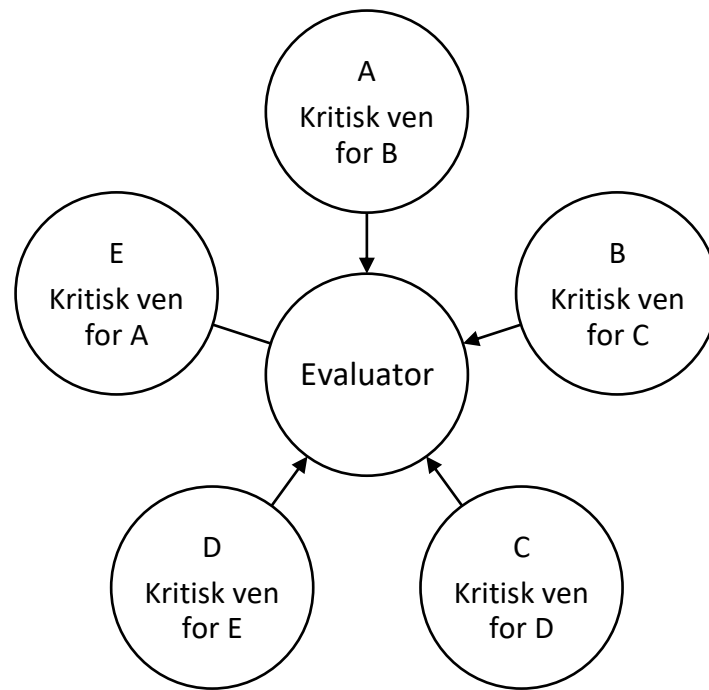 A
Kritisk ven
for B
E
Kritisk ven
for A
B
Kritisk ven
for C
Evaluator
D
Kritisk ven
for E
C
Kritisk ven
for D